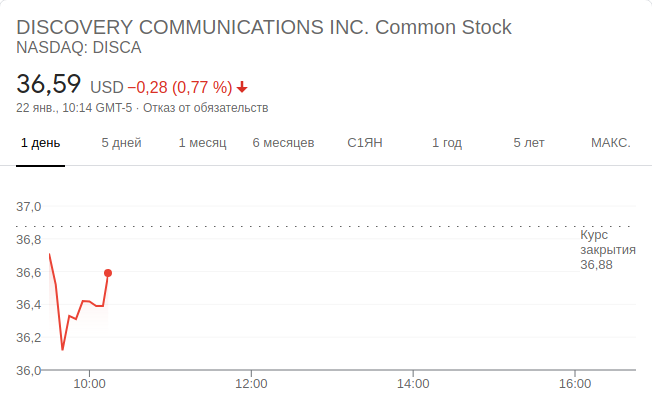 DISCOVERY COMMUNICATIONS INC. Common Stock
NASDAQ: DISCA
36,59 USD −0,28 (0,77 %)
22 янв., 10:14 GMT-5 · Отказ от обязательств
1 день 5 дней 1 месяц 6 месяцев С1ЯН 1 год 5 лет МАКС.
37,0
36,8
36,6
36,4
36,2
36,0
Курс
закрытия
36,88
10:00 12:00 14:00 16:00